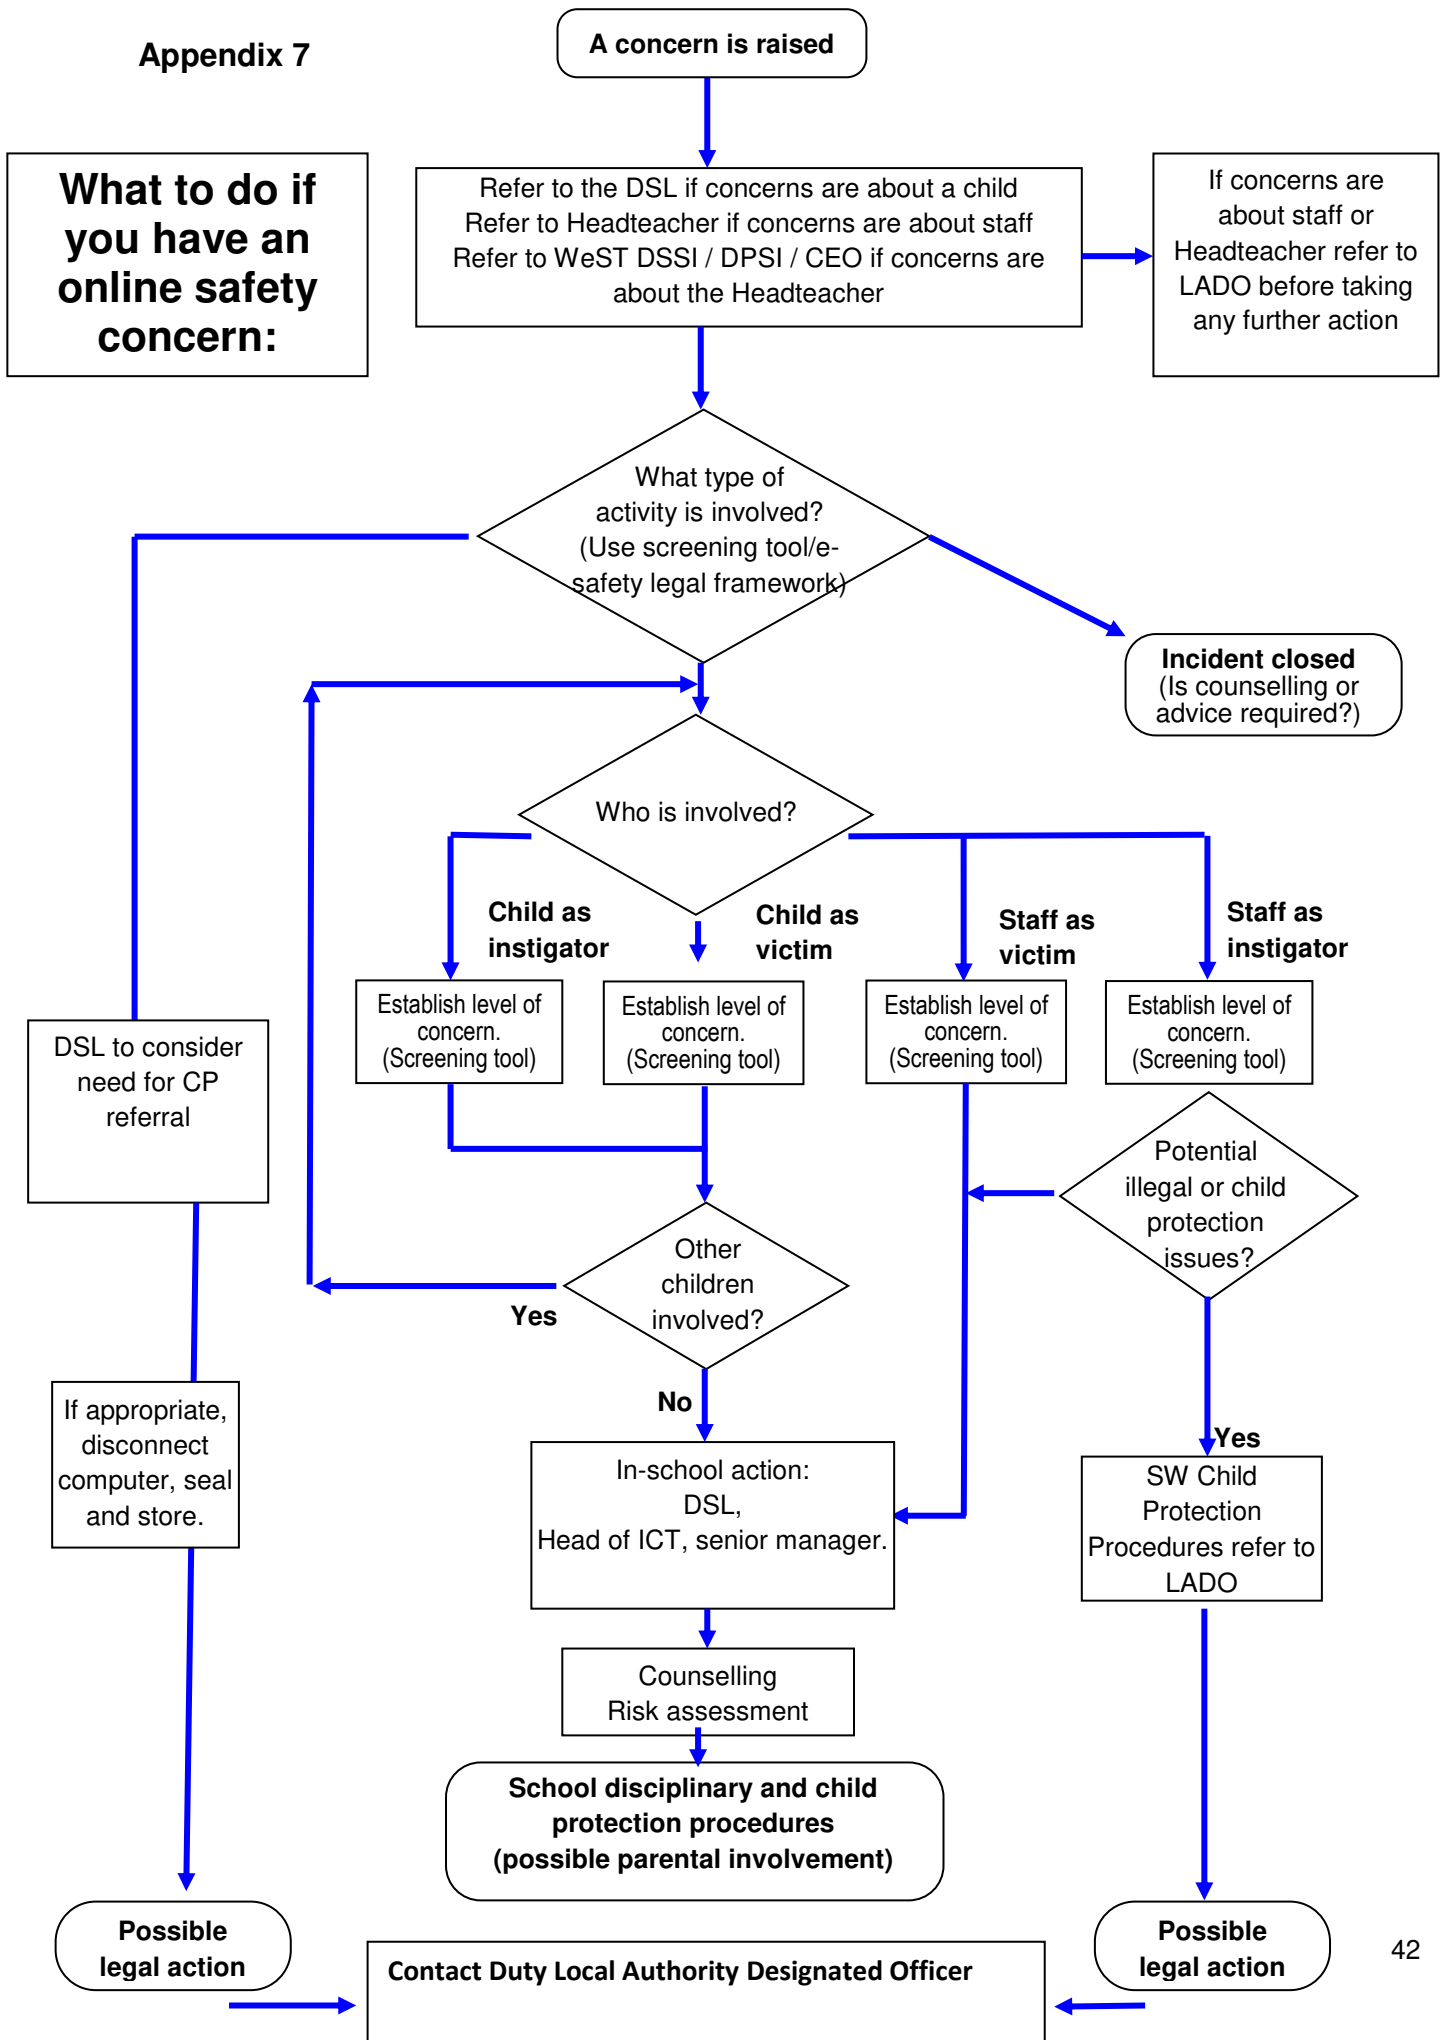 Appendix 7
A concern is raised
What to do if
you have an
online safety
concern:
Refer to the DSL if concerns are about a child
Refer to Headteacher if concerns are about staff
Refer to WeST DSSI / DPSI / CEO if concerns are
about the Headteacher
If concerns are
about staff or
Headteacher refer to
LADO before taking
any further action
What type of
activity is involved?
(Use screening tool/e-
safety legal framework)
Incident closed
(Is counselling or
advice required?)
Who is involved?
Child as
instigator
Child as
victim
Staff as
victim
Staff as
instigator
Establish level of
concern.
(Screening tool)
Establish level of
concern.
(Screening tool)
Establish level of
concern.
(Screening tool)
Establish level of
concern.
(Screening tool)
DSL to consider
need for CP
referral
Potential
illegal or child
protection
issues?
Other
children
involved?
Yes
No
Yes
If appropriate,
disconnect
computer, seal
and store.
In-school action:
DSL,
Head of ICT, senior manager.
SW Child
Protection
Procedures refer to
LADO
Counselling
Risk assessment
School disciplinary and child
protection procedures
(possible parental involvement)
Possible
legal action
Possible
legal action
Contact Duty Local Authority Designated Officer
42